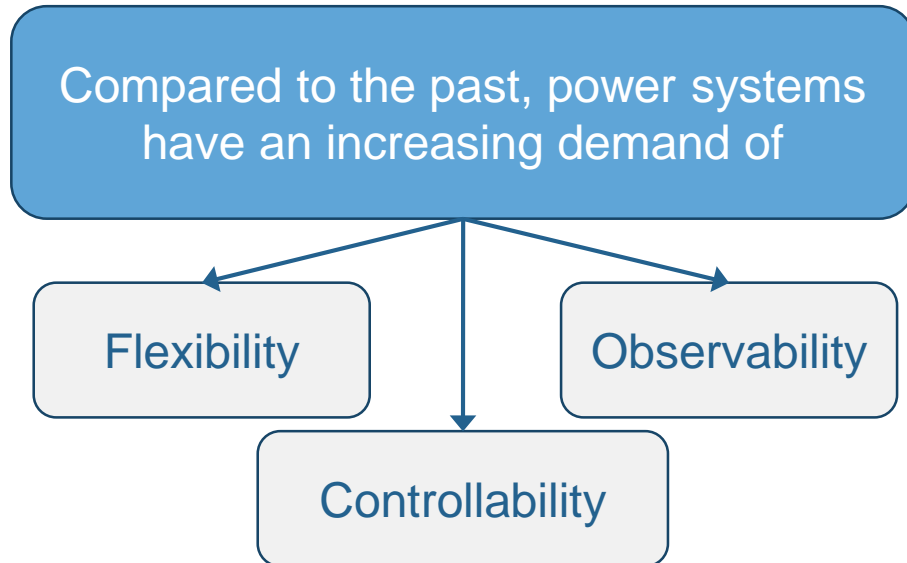 Compared to the past, power systems
have an increasing demand of
Flexibility
Observability
Controllability